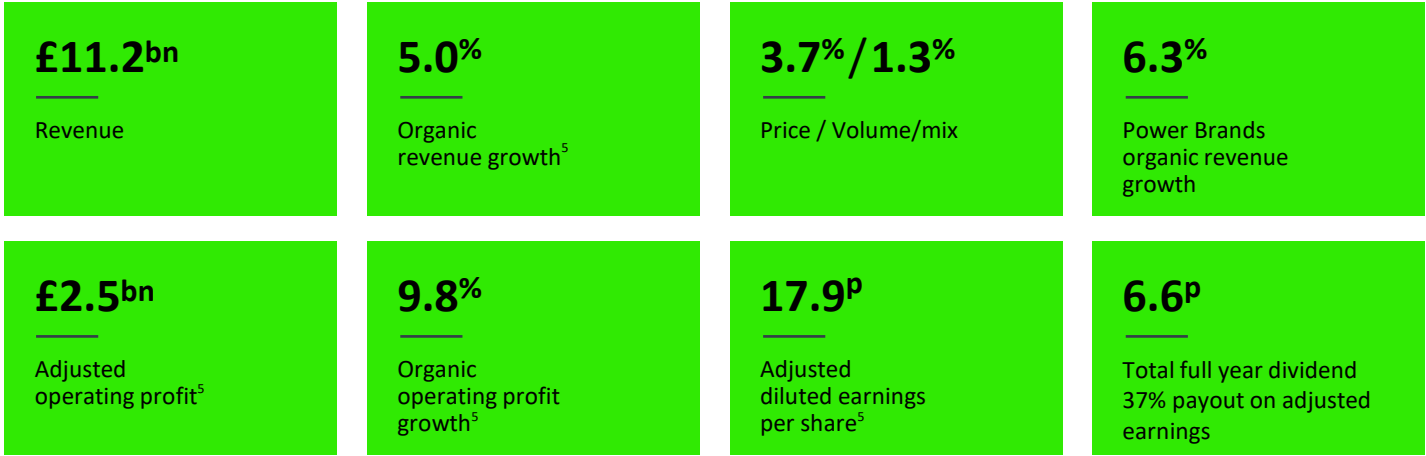 £11.2bn
Revenue
5.0%
Organic
revenue growth5
3.7%/1.3%
Price / Volume/mix
6.3%
Power Brands
organic revenue
growth
£2.5bn
Adjusted
operating profit5
9.8%
Organic
operating profit
growth5
17.9p
Adjusted
diluted earnings
per share5
6.6p
Total full year dividend
37% payout on adjusted
earnings